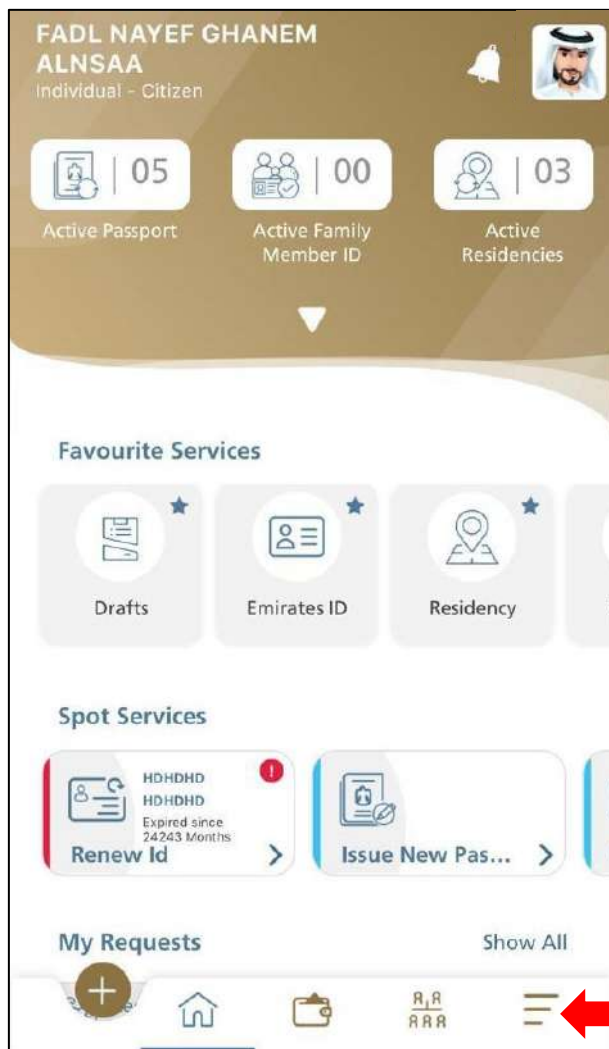 FADL NAYEF GHANEM
ALNSAA
Individual - Citizen
05
00
03
Active Passport
Active Family
Member ID
Active
Residencies
Favourite Services
Drafts
Emirates ID
Residency
Spot Services
HDHDHD
HDHDHD
Expired since
24243 Months
Renew Id
Issue New Pas...
My Requests
Show All